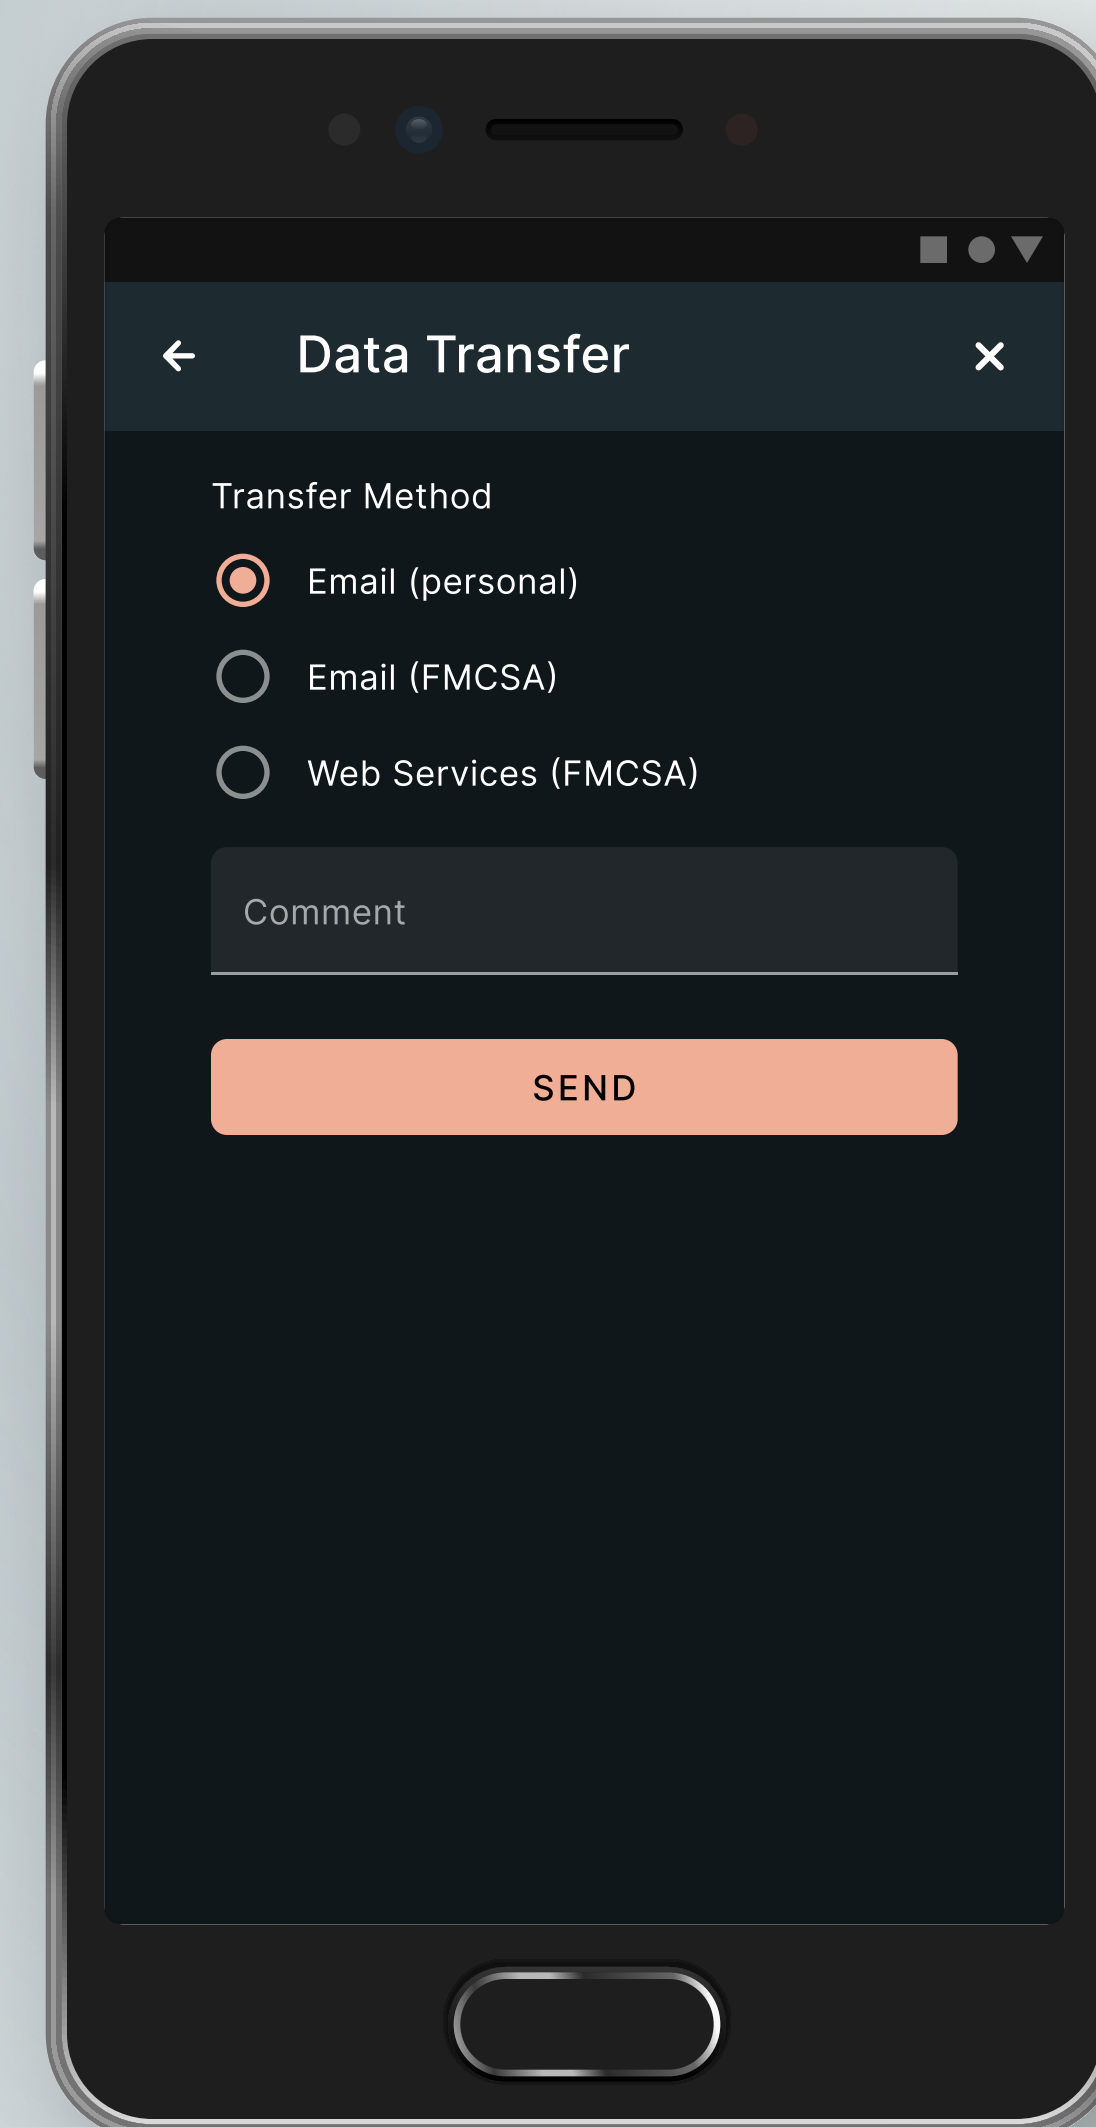 Data Transfer
Transfer Method
Email (personal)
Email (FMCSA)
Web Services (FMCSA)
Comment
SEND